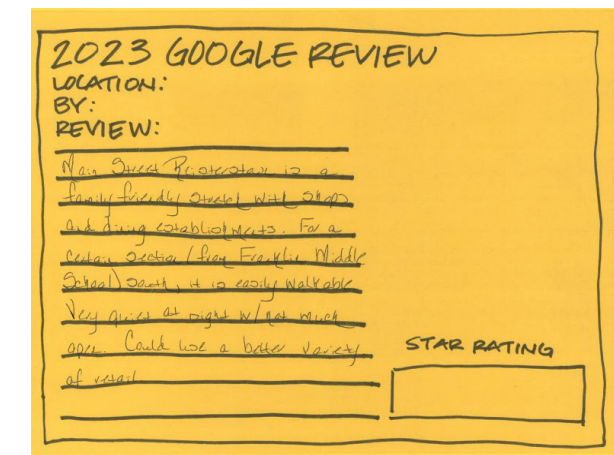 2023 GOOGLE REVIEW
LOCATION:
BY:
REVIEW:
Main Street Reisterstown is a
family friendly stretch with shops
and dining establishments. For a
certain section (from Franklin Middle
School) south, it is easily walkable
Very quiet at night w/ not much
open. Could use a better variety
of retail
STAR RATING